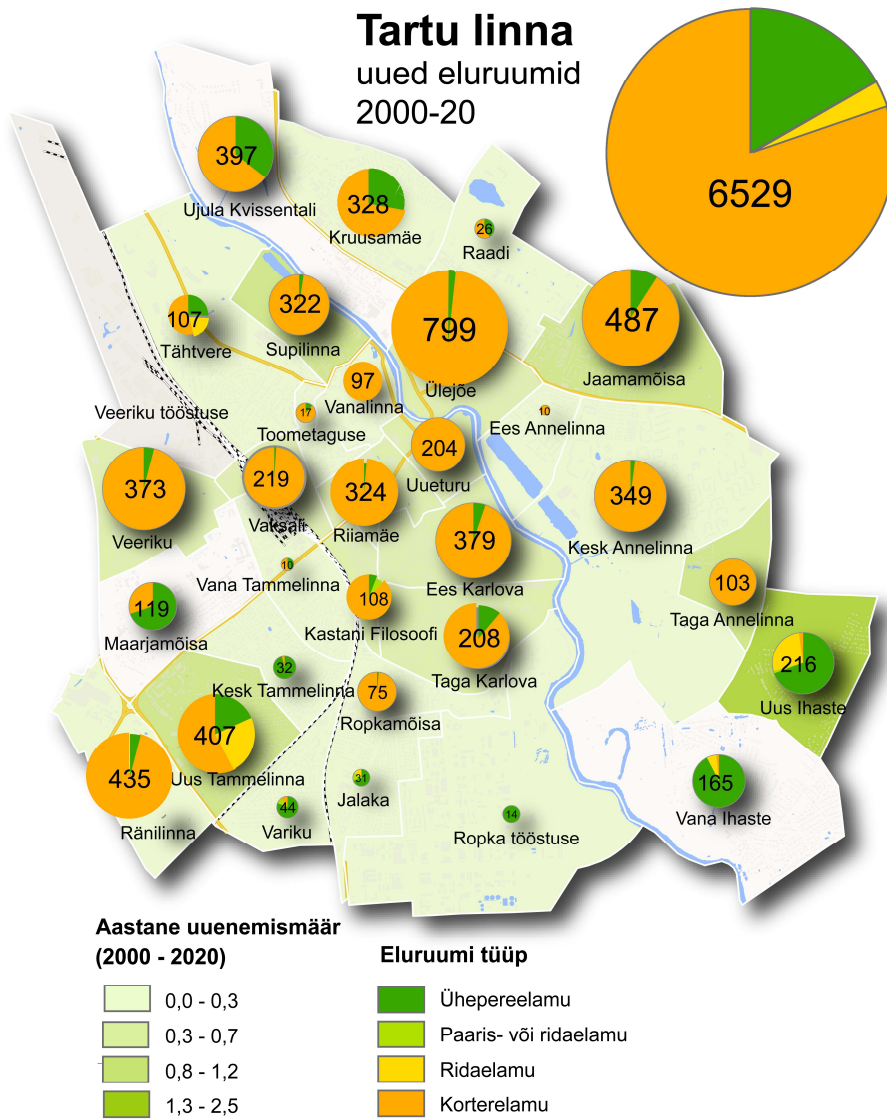 Tartu linna
uued eluruumid
2000-20
6529
397
Ujula Kvissentali
328
Kruusamäe
26
Raadi
107
Tähtvere
322
Supilinna
799
Ülejõe
487
Jaamamõisa
97
Vanalinna
Veeriku tööstuse
17
Toometaguse
10
Ees Annelinna
204
Uueturu
373
Veeriku
219
Vaksali
324
Riiamäe
349
Kesk Annelinna
379
Ees Karlova
10
Vana Tammelinna
103
Taga Annelinna
119
Maarjamõisa
108
Kastani Filosoofi
208
Taga Karlova
32
Kesk Tammelinna
75
Ropkamõisa
216
Uus Ihaste
407
Uus Tammelinna
435
Ränilinna
31
Jalaka
165
Vana Ihaste
44
Variku
14
Ropka tööstuse
Aastane uuenemismäär
(2000 - 2020)
0,0 - 0,3
0,3 - 0,7
0,8 - 1,2
1,3 - 2,5
Eluruumi tüüp
Ühepereelamu
Paaris- või ridaelamu
Ridaelamu
Korterelamu